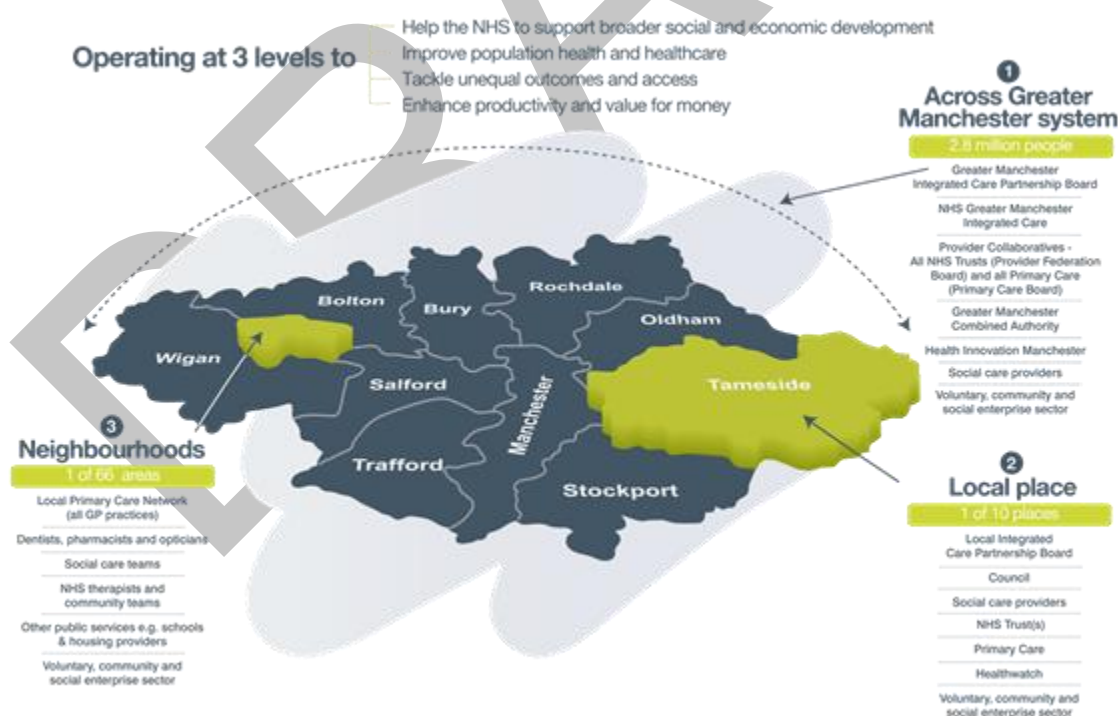 Operating at 3 levels to
Help the NHS to support broader social and economic development
Improve population health and healthcare
Tackle unequal outcomes and access
Enhance productivity and value for money
1
Across Greater
Manchester system
2.8 million people
Greater Manchester
Integrated Care Partnership Board
NHS Greater Manchester
Integrated Care
Provider Collaboratives -
All NHS Trusts (Provider Federation
Board) and all Primary Care
(Primary Care Board)
Greater Manchester
Combined Authority
Health Innovation Manchester
Social care providers
Voluntary, community and
social enterprise sector
Rochdale
Bolton
Bury
Oldham
Wigan
Salford
Manchester
Tameside
Trafford
Stockport
3
Neighbourhoods
1 of 66 areas
Local Primary Care Network
(all GP practices)
Dentists, pharmacists and opticians
Social care teams
NHS therapists and
community teams
Other public services e.g. schools
& housing providers
Voluntary, community and
social enterprise sector
2
Local place
1 of 10 places
Local Integrated
Care Partnership Board
Council
Social care providers
NHS Trust(s)
Primary Care
Healthwatch
Voluntary, community and
social enterprise sector